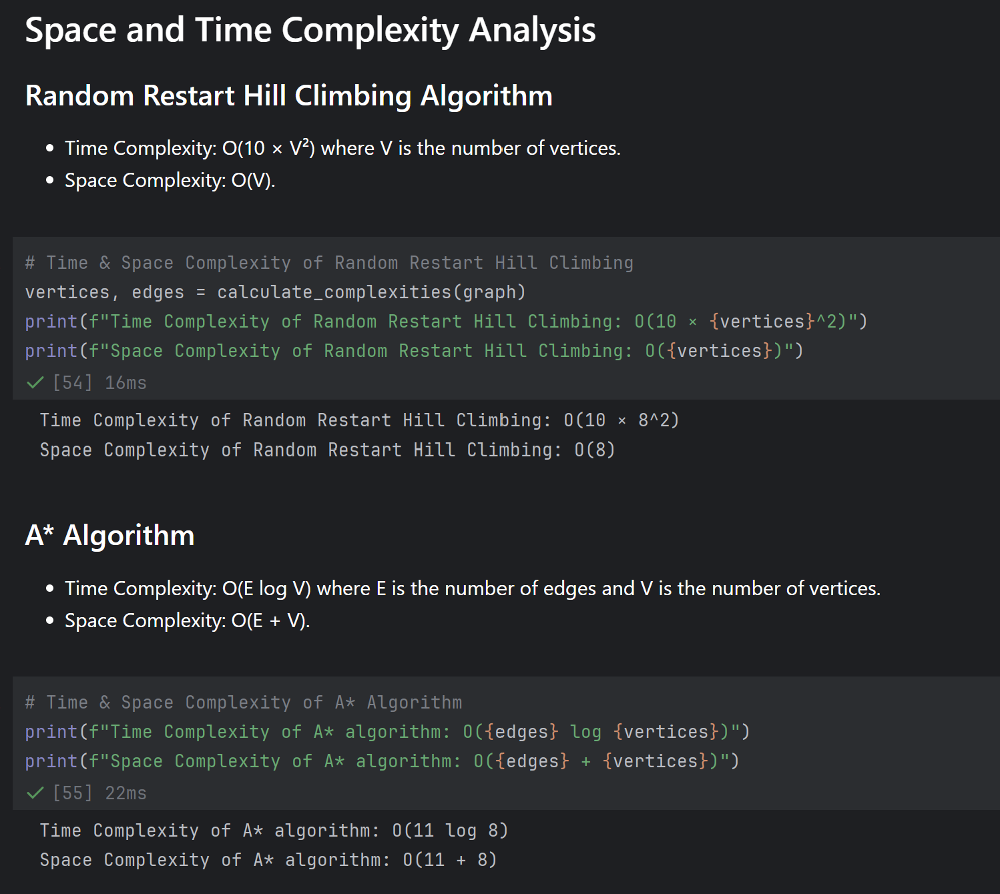 Space and Time Complexity Analysis
Random Restart Hill Climbing Algorithm
• Time Complexity: O(10 × V²) where V is the number of vertices.
• Space Complexity: O(V).
# Time & Space Complexity of Random Restart Hill Climbing
vertices, edges = calculate_complexities(graph)
print(f"Time Complexity of Random Restart Hill Climbing: O(10 × {vertices}^2)")
print(f"Space Complexity of Random Restart Hill Climbing: O({vertices})")
✓ [54] 16ms
Time Complexity of Random Restart Hill Climbing: O(10 × 8^2)
Space Complexity of Random Restart Hill Climbing: O(8)
A* Algorithm
• Time Complexity: O(E log V) where E is the number of edges and V is the number of vertices.
• Space Complexity: O(E + V).
# Time & Space Complexity of A* Algorithm
print(f"Time Complexity of A* algorithm: O({edges} log {vertices})")
print(f"Space Complexity of A* algorithm: O({edges} + {vertices})")
✓ [55] 22ms
Time Complexity of A* algorithm: O(11 log 8)
Space Complexity of A* algorithm: O(11 + 8)